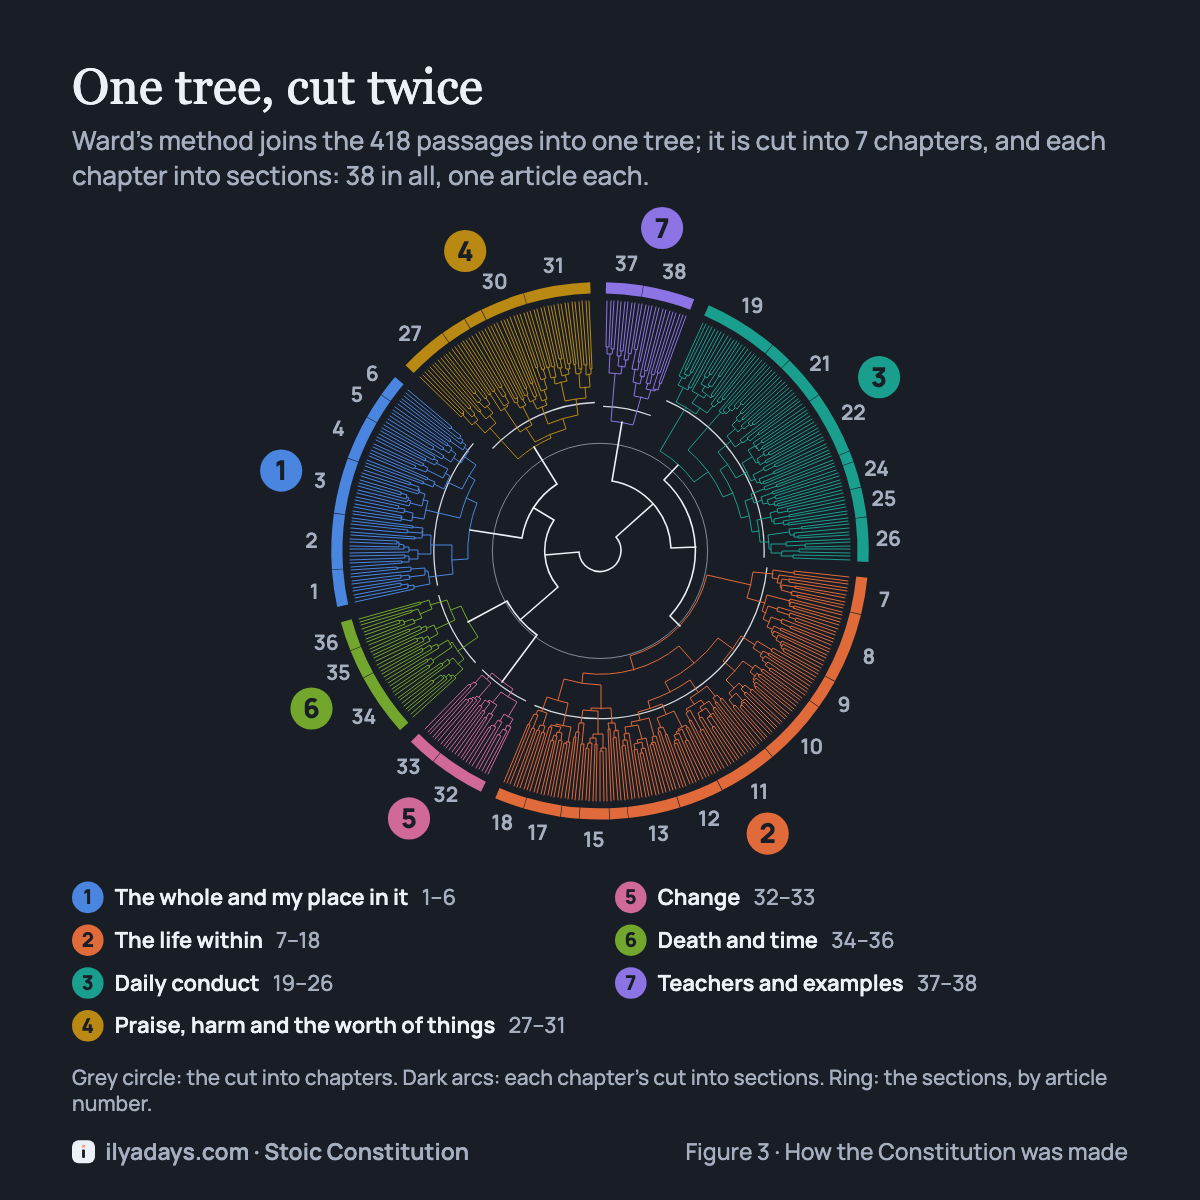 One tree, cut twice
Ward's method joins the 418 passages into one tree; it is cut into 7 chapters, and each
chapter into sections: 38 in all, one article each.
7
4
37
38
31
30
19
27
21
3
6
5
22
4
24
1
3
25
2
26
1
7
36
8
35
6
34
9
10
33
32
11
5
18
17
15
13
12
2
1 The whole and my place in it 1–6
2 The life within 7–18
3 Daily conduct 19–26
4 Praise, harm and the worth of things 27–31
5 Change 32–33
6 Death and time 34–36
7 Teachers and examples 37–38
Grey circle: the cut into chapters. Dark arcs: each chapter's cut into sections. Ring: the sections, by article
number.
i ilyadays.com · Stoic Constitution
Figure 3 · How the Constitution was made